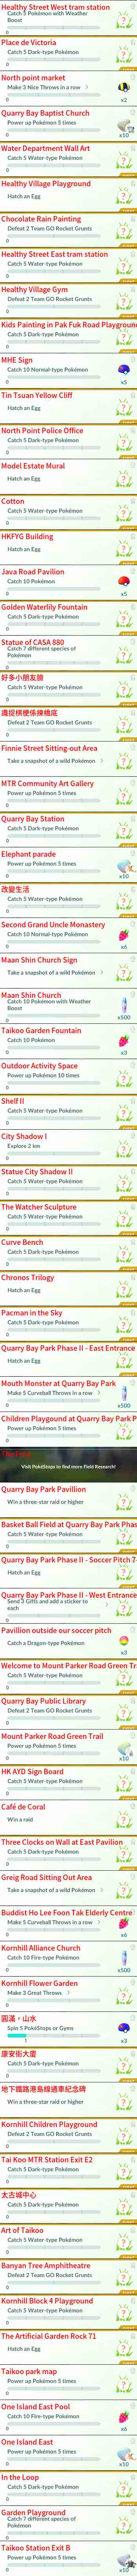 Healthy Street West tram station
Catch 5 Pokémon with Weather
Boost
0
Place de Victoria
Catch 5 Dark-type Pokémon
0
North point market
Make 3 Nice Throws in a row >
0
x2
Quarry Bay Baptist Church
Power up Pokémon 5 times
0
x10
Water Department Wall Art
Catch 5 Water-type Pokémon
0
Healthy Village Playground
Hatch an Egg
0
Chocolate Rain Painting
Defeat 2 Team GO Rocket Grunts
0
Healthy Street East tram station
Catch 5 Water-type Pokémon
0
Healthy Village Gym
Defeat 2 Team GO Rocket Grunts
0
Kids Painting in Pak Fuk Road Playground
Catch 5 Dark-type Pokémon
0
MHE Sign
Catch 10 Normal-type Pokémon
0
x5
Tin Tsuan Yellow Cliff
Hatch an Egg
0
North Point Police Office
Catch 5 Dark-type Pokémon
0
Model Estate Mural
Hatch an Egg
0
Cotton
Catch 5 Water-type Pokémon
0
HKFYG Building
Hatch an Egg
0
Java Road Pavilion
Catch 10 Pokémon
0
x5
Golden Waterlily Fountain
Catch 5 Dark-type Pokémon
0
Statue of CASA 880
Catch 7 different species of
Pokémon
0
好多小朋友臉
Catch 5 Water-type Pokémon
0
Defeat 2 Team GO Rocket Grunts
0
Finnie Street Sitting-out Area
Take a snapshot of a wild Pokémon >
0
MTR Community Art Gallery
Power up Pokémon 5 times
0
Quarry Bay Station
Catch 5 Dark-type Pokémon
0
Elephant parade
Power up Pokémon 5 times
0
x10
改變生活
Catch 5 Water-type Pokémon
0
Second Grand Uncle Monastery
Catch 10 Normal-type Pokémon
0
x6
Maan Shin Church Sign
Take a snapshot of a wild Pokémon >
0
Maan Shin Church
Catch 10 Pokémon with Weather
Boost
0
x500
Taikoo Garden Fountain
Catch 10 Pokémon
0
x3
Outdoor Activity Space
Power up Pokémon 10 times
0
Shelf II
Catch 5 Water-type Pokémon
0
City Shadow I
Explore 2 km
0
Statue City Shadow II
Catch 5 Water-type Pokémon
0
The Watcher Sculpture
Catch 5 Water-type Pokémon
0
Curve Bench
Catch 5 Dark-type Pokémon
0
Chronos Trilogy
Hatch an Egg
0
Pacman in the Sky
Catch 5 Dark-type Pokémon
0
Quarry Bay Park Phase II - East Entrance
Hatch an Egg
0
Mouth Monster at Quarry Bay Park
Make 5 Curveball Throws in a row >
0
x500
Children Playgound at Quarry Bay Park P
Power up Pokémon 5 times
0
Visit PokéStops to find more Field Research!
Quarry Bay Park Pavillion
Win a three-star raid or higher
0
Basket Ball Field at Quarry Bay Park Phas
Catch 5 Water-type Pokémon
0
Quarry Bay Park Phase II - Soccer Pitch 7-
Hatch an Egg
0
Quarry Bay Park Phase II - West Entrance
Send 3 Gifts and add a sticker to
each >
0
Pavillion outside our soccer pitch
Catch a Dragon-type Pokémon
0
x3
Welcome to Mount Parker Road Green Tr
Catch 5 Water-type Pokémon
0
Quarry Bay Public Library
Defeat 2 Team GO Rocket Grunts
0
Mount Parker Road Green Trail
Power up Pokémon 5 times
0
x10
HK AYD Sign Board
Catch 5 Water-type Pokémon
0
Café de Coral
Win a raid
0
Three Clocks on Wall at East Pavilion
Catch 5 Dark-type Pokémon
0
Greig Road Sitting Out Area
Take a snapshot of a wild Pokémon >
0
Buddist Ho Lee Foon Tak Elderly Centre
Make 5 Curveball Throws in a row >
0
x6
Kornhill Alliance Church
Catch 10 Fire-type Pokémon
0
x500
Kornhill Flower Garden
Make 3 Great Throws >
0
圓滿，山水
Spin 5 PokéStops or Gyms
1
x3
康安街大廈
Catch 5 Dark-type Pokémon
0
地下鐵路港島綫通車紀念碑
Win a three-star raid or higher
0
Kornhill Children Playground
Defeat 2 Team GO Rocket Grunts
0
Tai Koo MTR Station Exit E2
Catch 5 Dark-type Pokémon
0
太古城中心
Catch 5 Dark-type Pokémon
0
Art of Taikoo
Catch 5 Water-type Pokémon
0
Banyan Tree Amphitheatre
Defeat 2 Team GO Rocket Grunts
0
Kornhill Block 4 Playground
Catch 5 Water-type Pokémon
0
The Artificial Garden Rock 71
Hatch an Egg
0
Taikoo park map
Catch 5 Water-type Pokémon
0
One Island East Pool
Catch 10 Fire-type Pokémon
0
x6
One Island East
Power up Pokémon 5 times
0
x10
In the Loop
Catch 5 Dark-type Pokémon
0
Garden Playground
Catch 7 different species of
Pokémon
0
Taikoo Station Exit B
Power up Pokémon 5 times
0
x10